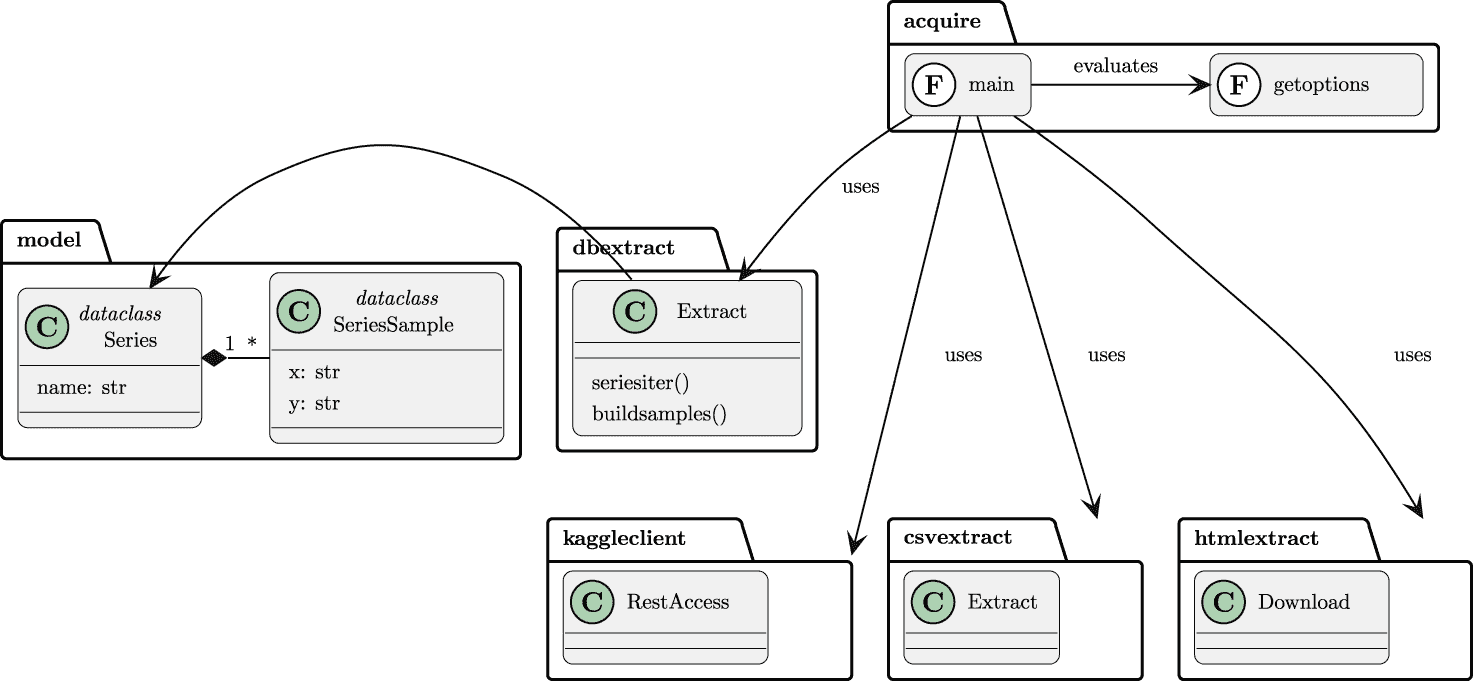 acquire
F main
evaluates
F getoptions
uses
model
C dataclass
Series
name: str
1 *
C dataclass
SeriesSample
x: str
y: str
dbextract
C Extract
seriesiter()
buildsamples()
uses
uses
uses
kaggleclient
C RestAccess
csvextract
C Extract
htmlextract
C Download